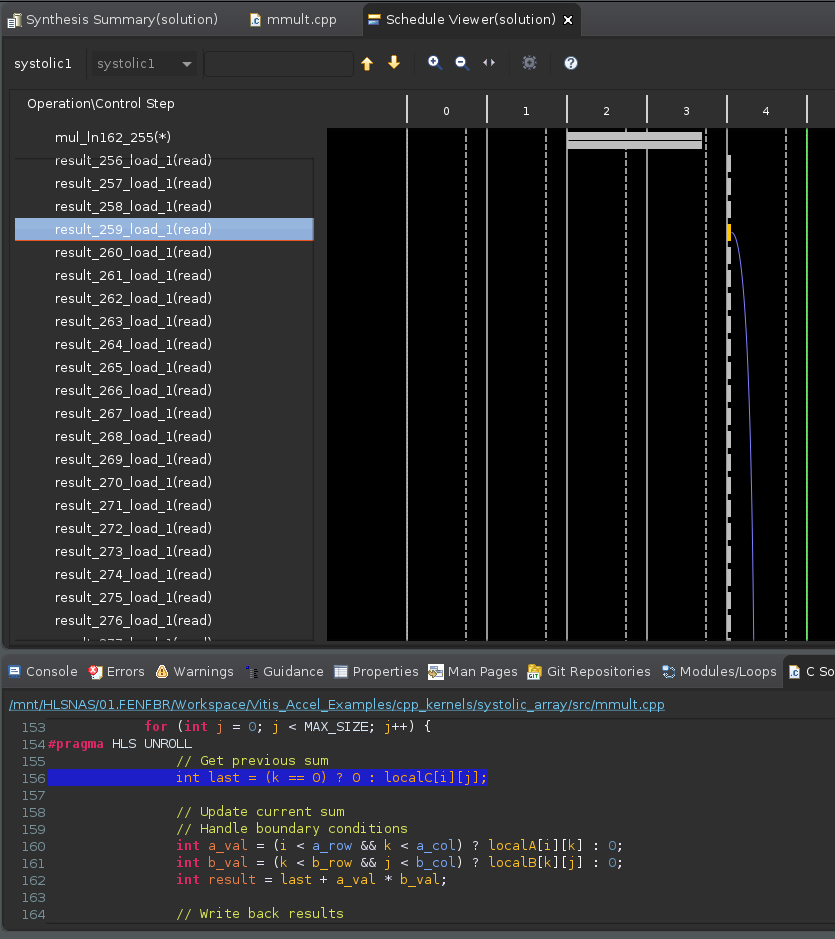 Synthesis Summary(solution) mmult.cpp Schedule Viewer(solution)
systolic1 systolic1
Operation\Control Step 0 1 2 3 4
mul_ln162_255(*)
result_256_load_1(read)
result_257_load_1(read)
result_258_load_1(read)
result_259_load_1(read)
result_260_load_1(read)
result_261_load_1(read)
result_262_load_1(read)
result_263_load_1(read)
result_264_load_1(read)
result_265_load_1(read)
result_266_load_1(read)
result_267_load_1(read)
result_268_load_1(read)
result_269_load_1(read)
result_270_load_1(read)
result_271_load_1(read)
result_272_load_1(read)
result_273_load_1(read)
result_274_load_1(read)
result_275_load_1(read)
result_276_load_1(read)
Console Errors Warnings Guidance Properties Man Pages Git Repositories Modules/Loops C So
/mnt/HLSNAS/01.FENFBR/Workspace/Vitis_Accel_Examples/cpp_kernels/systolic_array/src/mmult.cpp
153 for (int j = 0; j < MAX_SIZE; j++) {
154 #pragma HLS UNROLL
155 // Get previous sum
156 int last = (k == 0) ? 0 : localC[i][j];
157
158 // Update current sum
159 // Handle boundary conditions
160 int a_val = (i < a_row && k < a_col) ? localA[i][k] : 0;
161 int b_val = (k < b_row && j < b_col) ? localB[k][j] : 0;
162 int result = last + a_val * b_val;
163
164 // Write back results